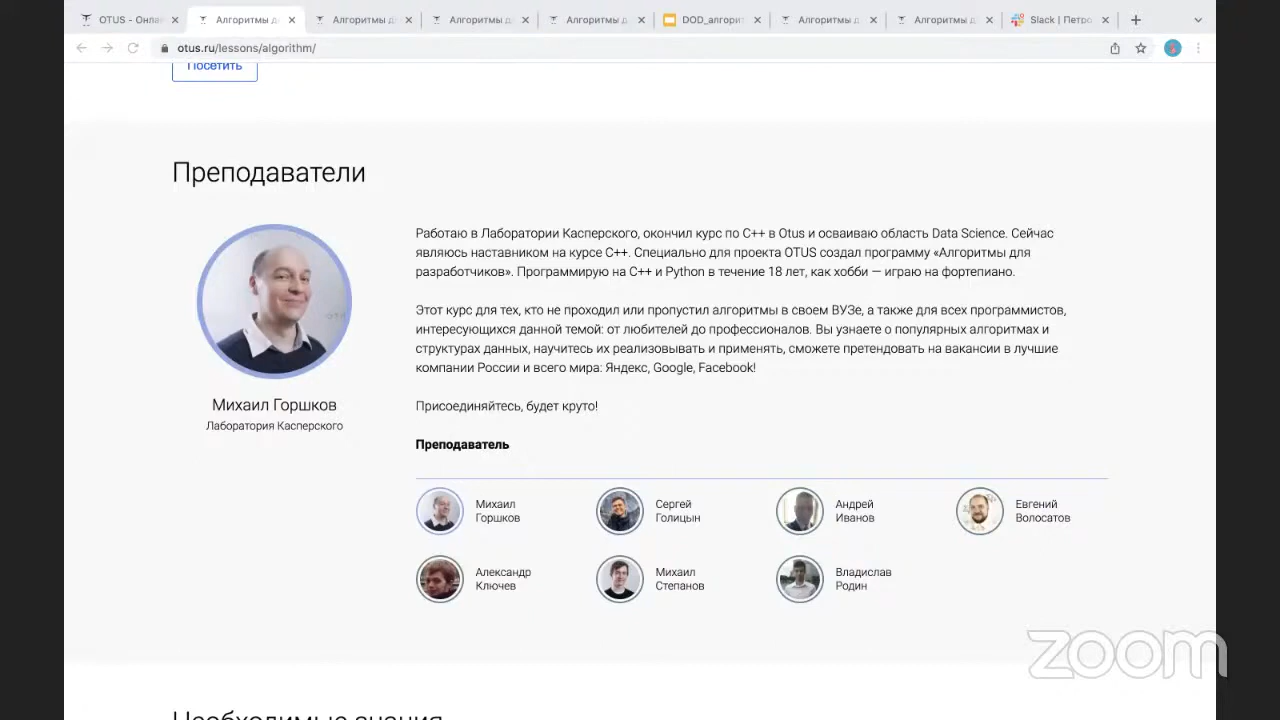 OTUS - Онлай
Алгоритмы д
Алгоритмы д
Алгоритмы д
Алгоритмы д
DOD_алгорит
Алгоритмы д
Алгоритмы д
Slack | Петро
otus.ru/lessons/algorithm/
Посетить
Преподаватели
Работаю в Лаборатории Касперского, окончил курс по С++ в Otus и осваиваю область Data Science. Сейчас
являюсь наставником на курсе С++. Специально для проекта OTUS создал программу «Алгоритмы для
разработчиков». Программирую на С++ и Python в течение 18 лет, как хобби — играю на фортепиано.
Этот курс для тех, кто не проходил или пропустил алгоритмы в своем ВУЗе, а также для всех программистов,
интересующихся данной темой: от любителей до профессионалов. Вы узнаете о популярных алгоритмах и
структурах данных, научитесь их реализовывать и применять, сможете претендовать на вакансии в лучшие
компании России и всего мира: Яндекс, Google, Facebook!
Присоединяйтесь, будет круто!
Преподаватель
Михаил Горшков
Лаборатория Касперского
Михаил
Горшков
Сергей
Голицын
Андрей
Иванов
Евгений
Волосатов
Александр
Ключев
Михаил
Степанов
Владислав
Родин
zoom
Необходимые знания